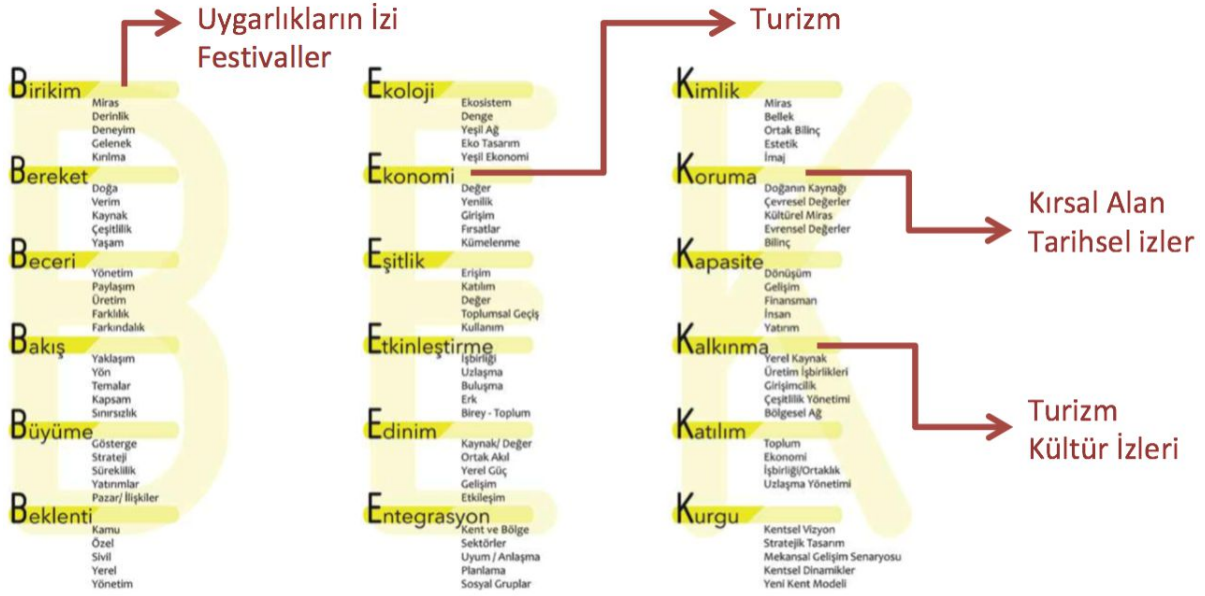 Uygarlıkların İzi
Festivaller
Turizm
Birikim
Miras
Derinlik
Deneyim
Gelenek
Kırılma
Bereket
Doğa
Verim
Kaynak
Çeşitlilik
Yaşam
Beceri
Yönetim
Paylaşım
Üretim
Farklılık
Farkındalık
Bakış
Yaklaşım
Yön
Temalar
Kapsam
Sınırsızlık
Büyüme
Gösterge
Strateji
Süreklilik
Yatırımlar
Pazar/ İlişkiler
Beklenti
Kamu
Özel
Sivil
Yerel
Yönetim
Ekoloji
Ekosistem
Denge
Yeşil Ağ
Eko Tasarım
Yeşil Ekonomi
Ekonomi
Değer
Yenilik
Girişim
Fırsatlar
Kümelenme
Eşitlik
Erişim
Katılım
Değer
Toplumsal Geçiş
Kullanım
Etkinleştirme
İşbirliği
Uzlaşma
Buluşma
Erk
Birey - Toplum
Edinim
Kaynak/ Değer
Ortak Akıl
Yerel Güç
Gelişim
Etkileşim
Entegrasyon
Kent ve Bölge
Sektörler
Uyum / Anlaşma
Planlama
Sosyal Gruplar
Kimlik
Miras
Bellek
Ortak Bilinç
Estetik
İmaj
Koruma
Doğanın Kaynağı
Çevresel Değerler
Kültürel Miras
Evrensel Değerler
Bilinç
Kapasite
Dönüşüm
Gelişim
Finansman
İnsan
Yatırım
Kalkınma
Yerel Kaynak
Üretim İşbirlikleri
Girişimcilik
Çeşitlilik Yönetimi
Bölgesel Ağ
Katılım
Toplum
Ekonomi
İşbirliği/Ortaklık
Uzlaşma Yönetimi
Kurgu
Kentsel Vizyon
Stratejik Tasarım
Mekansal Gelişim Senaryosu
Kentsel Dinamikler
Yeni Kent Modeli
Kırsal Alan
Tarihsel izler
Turizm
Kültür İzleri
B E K